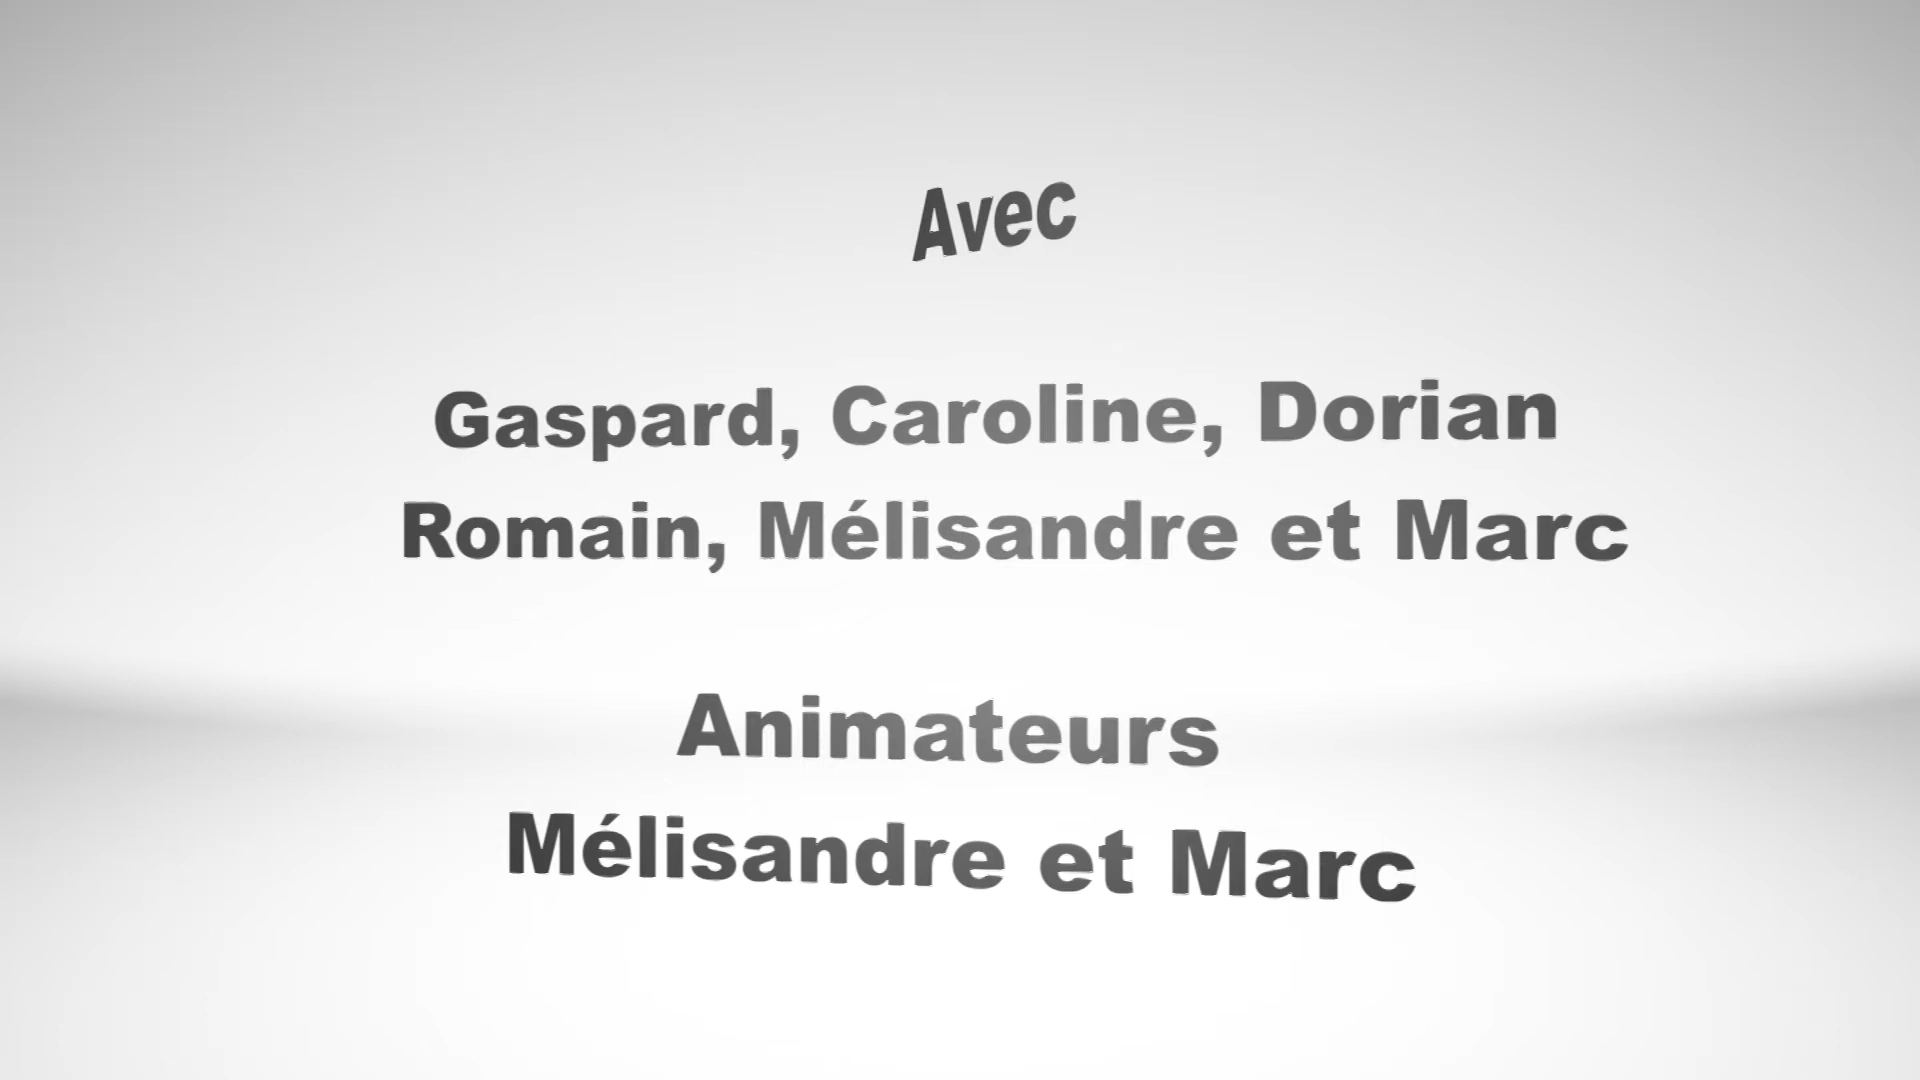 Avec
Gaspard, Caroline, Dorian
Romain, Mélisandre et Marc
Animateurs
Mélisandre et Marc